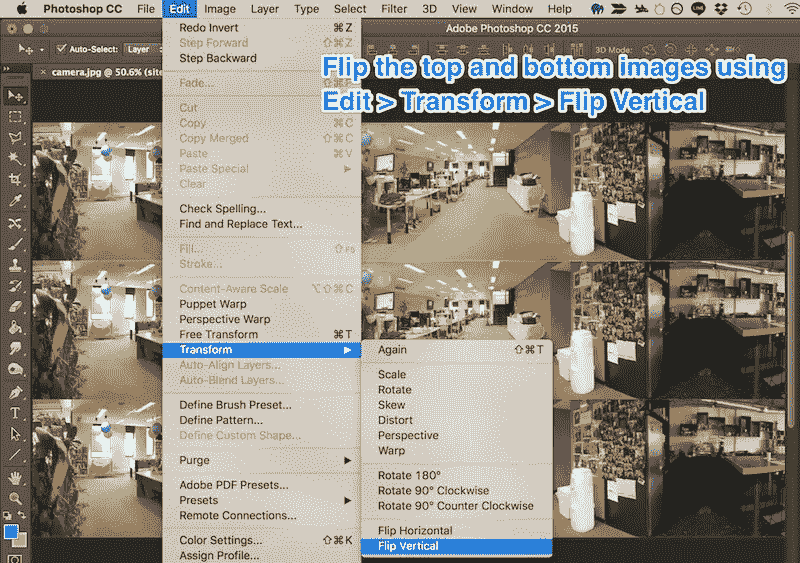 Photoshop CC File Edit Image Layer Type Select Filter 3D View Window Help
Adobe Photoshop CC 2015
Auto-Select: Layer
3D Mode:
camera.jpg @ 50.6% (site
Flip the top and bottom images using
Edit > Transform > Flip Vertical
Redo Invert ⌘Z
Step Forward ⇧⌘Z
Step Backward
Fade...
Cut
Copy ⌘C
Copy Merged ⇧⌘C
Paste ⌘V
Paste Special ▶
Clear
Check Spelling...
Find and Replace Text...
Fill... ⇧F5
Stroke...
Content-Aware Scale ⌥⇧⌘C
Puppet Warp
Perspective Warp
Free Transform ⌘T
Transform ▶
Auto-Align Layers...
Auto-Blend Layers...
Define Brush Preset...
Define Pattern...
Define Custom Shape...
Purge ▶
Adobe PDF Presets...
Presets ▶
Remote Connections...
Color Settings... ⇧⌘K
Assign Profile...
Again ⇧⌘T
Scale
Rotate
Skew
Distort
Perspective
Warp
Rotate 180°
Rotate 90° Clockwise
Rotate 90° Counter Clockwise
Flip Horizontal
Flip Vertical